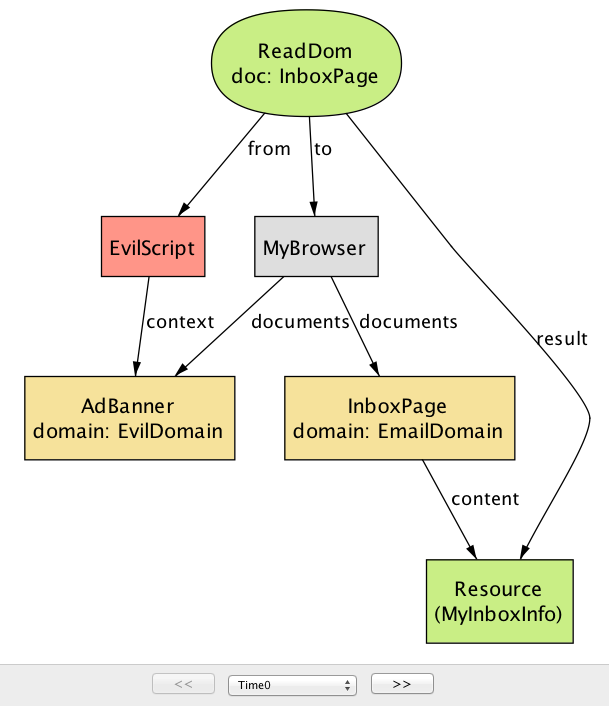 ReadDom
doc: InboxPage
from
to
EvilScript
MyBrowser
context
documents
documents
result
AdBanner
domain: EvilDomain
InboxPage
domain: EmailDomain
content
Resource
(MyInboxInfo)
<<
Time0
>>